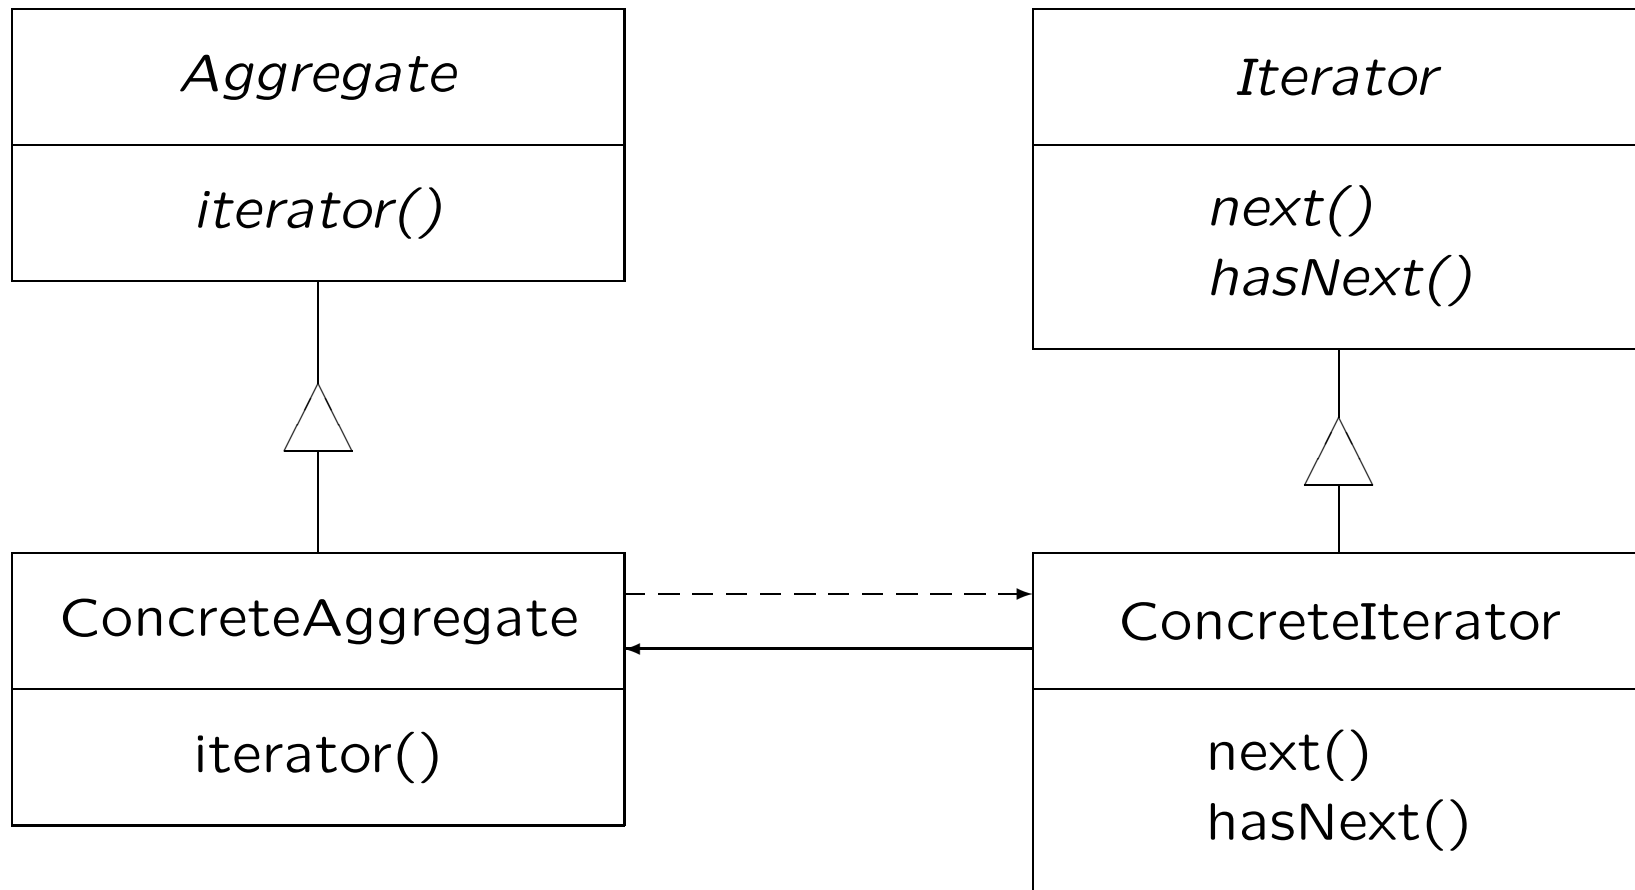 Aggregate
iterator()
Iterator
next()
hasNext()
ConcreteAggregate
iterator()
ConcreteIterator
next()
hasNext()